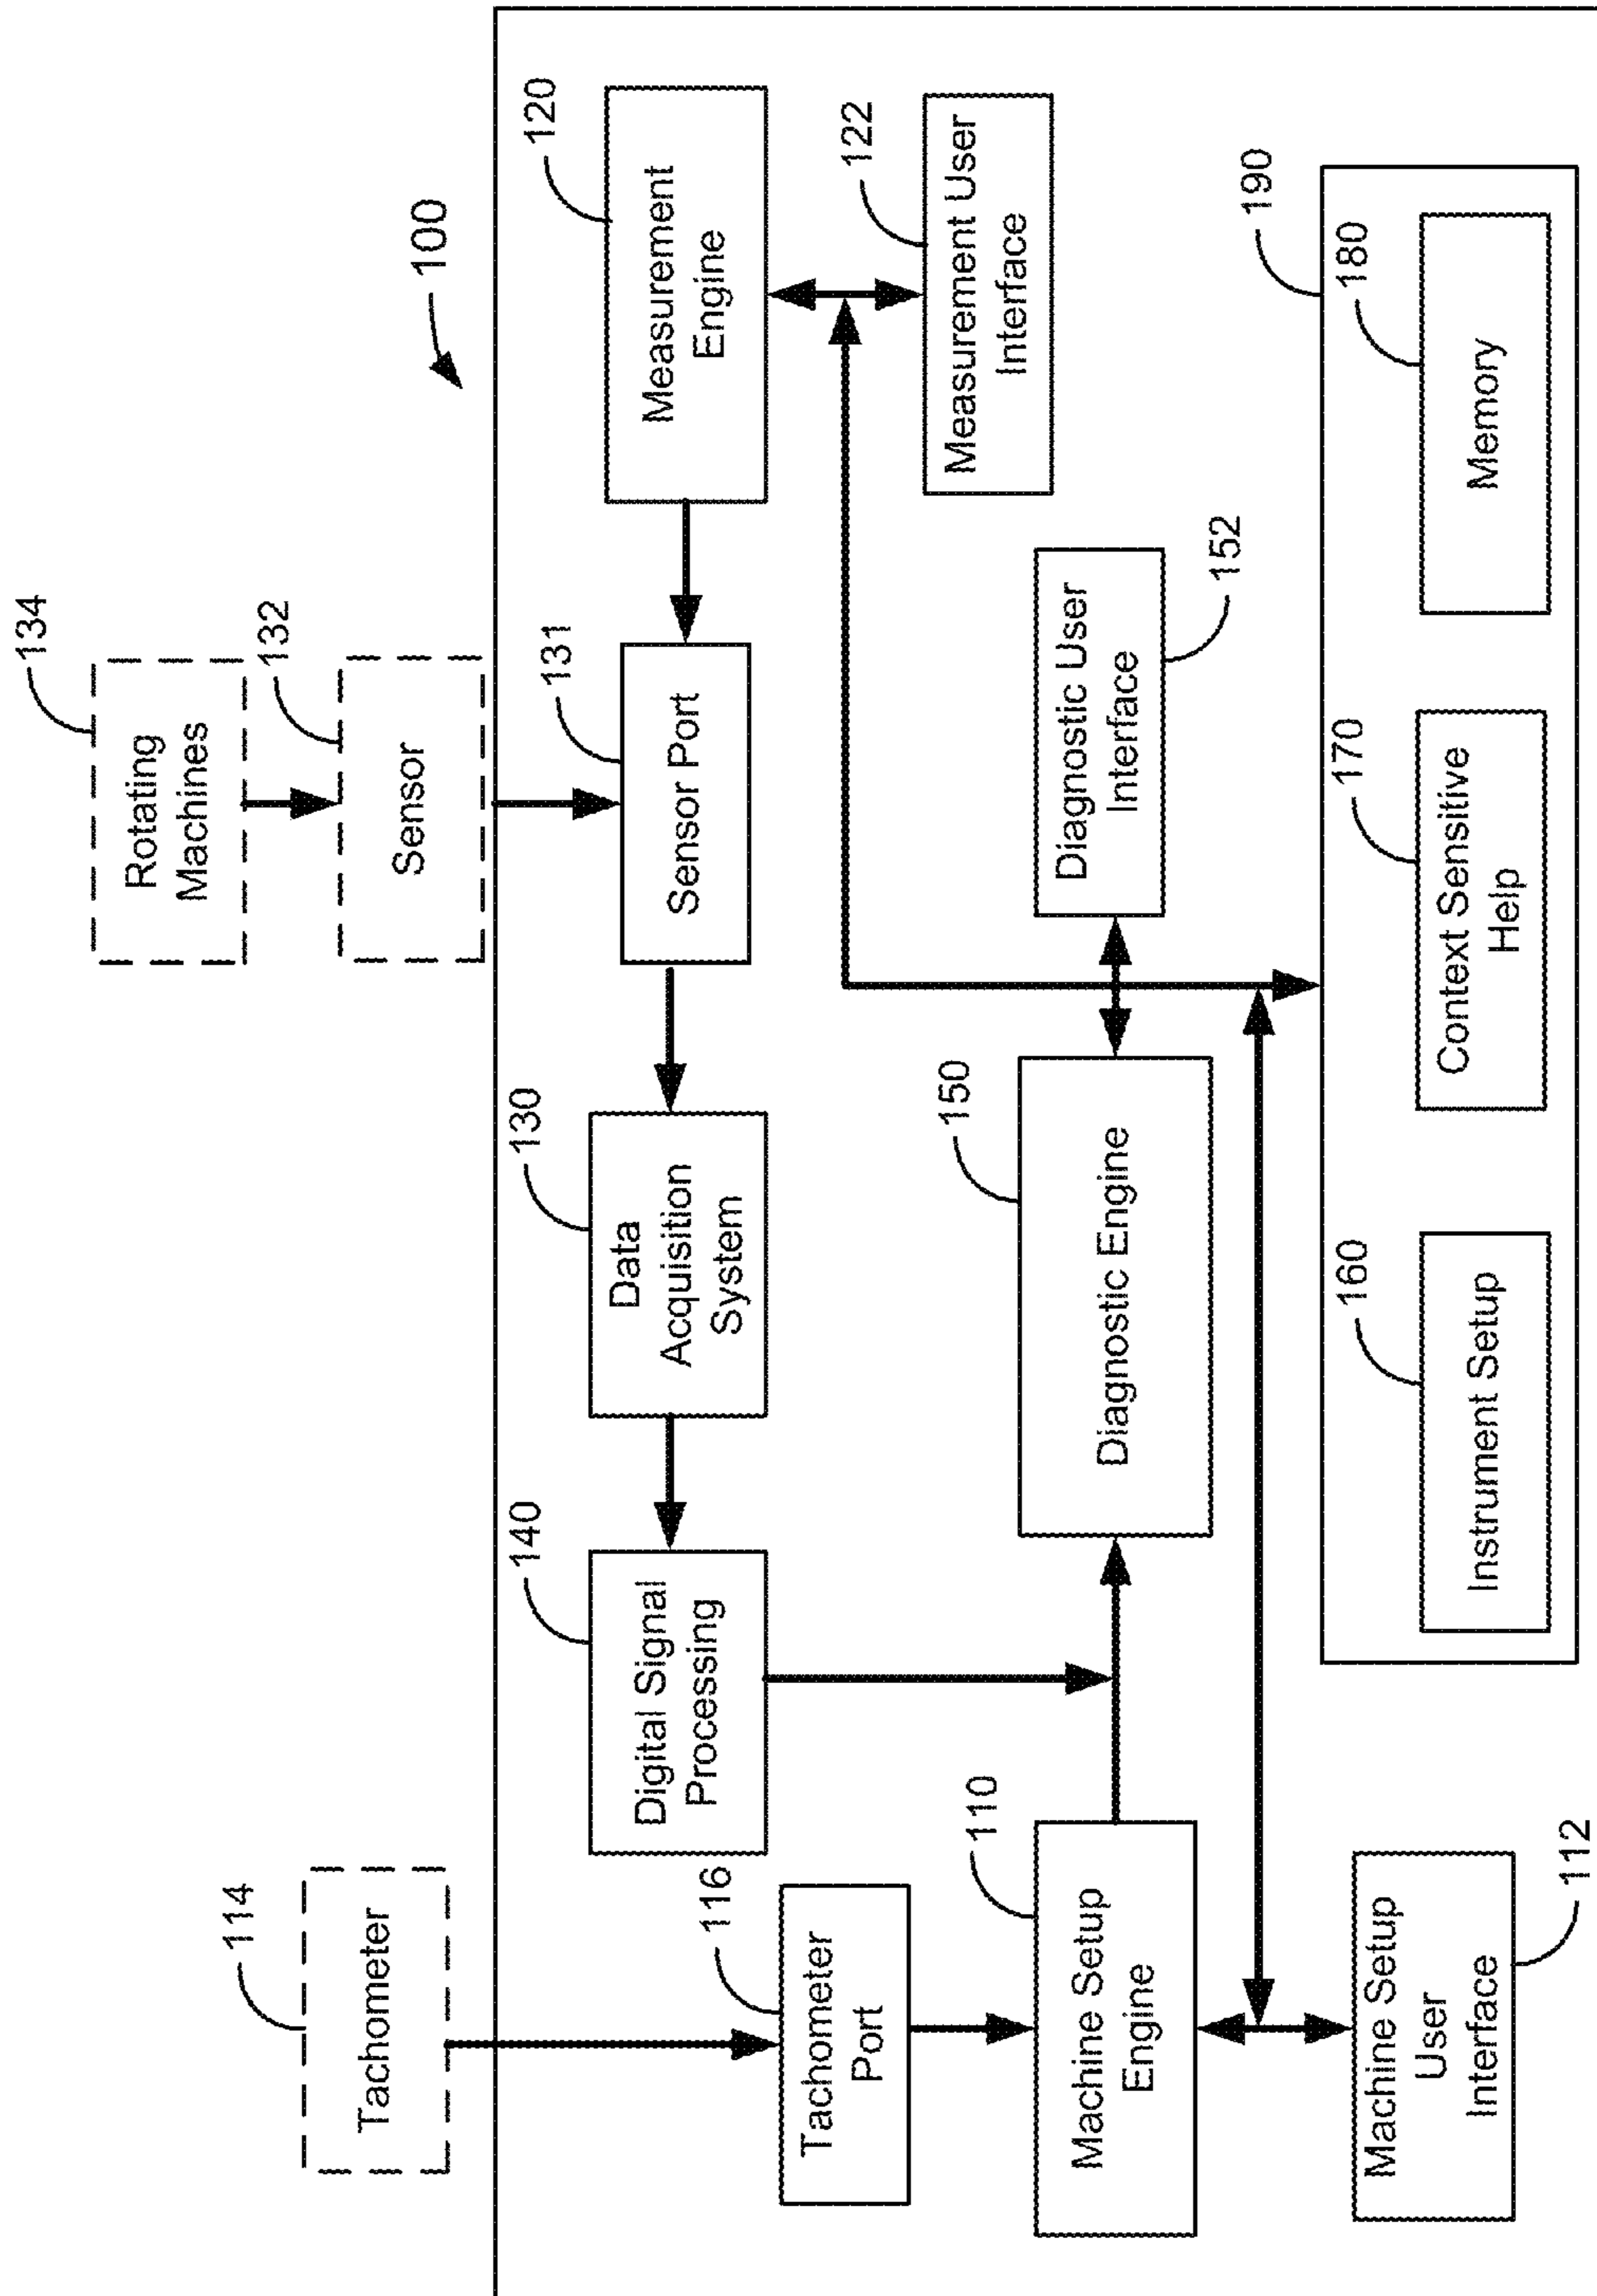 134
Rotating
Machines
114
Tachometer
132
Sensor
100
140
Digital Signal
Processing
130
Data
Acquisition
System
131
Sensor Port
120
Measurement
Engine
116
Tachometer
Port
122
Measurement User
Interface
110
Machine Setup
Engine
150
Diagnostic Engine
152
Diagnostic User
Interface
112
Machine Setup
User
Interface
190
160
Instrument Setup
170
Context Sensitive
Help
180
Memory